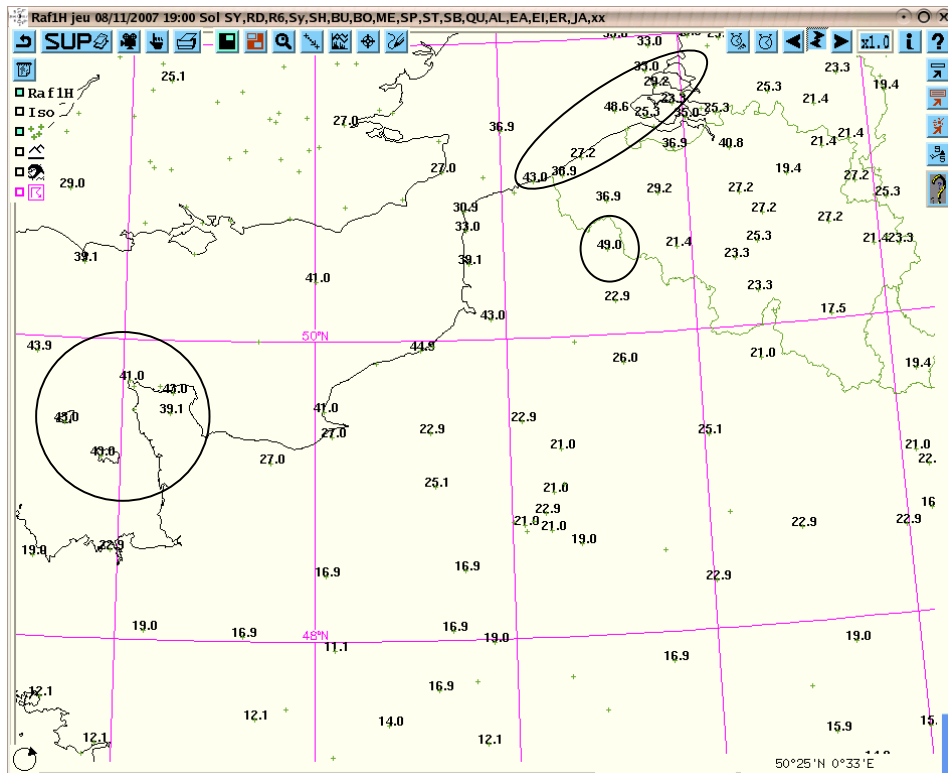 Raf1H jeu 08/11/2007 19:00 Sol SY,RD,R6,Sy,SH,BU,BO,ME,SP,ST,SB,QU,AL,EA,EI,ER,JA,xx
SUP x1.0 i ?
33.0
25.1 33.0 23.3
Raf1H 29.2 25.3 19.4
Iso 48.6 23.3 21.4
27.0 36.9 25.3 35.0 25.3
36.9 40.8 21.4 21.4
27.2
27.0 38.9 19.4
29.0 43.0 36.9 29.2 27.2 27.2 25.3
30.9 27.2 27.2
33.0
39.1 39.1 49.0 21.4 25.3 21.4 23.3
23.3
41.0 22.9 23.3
43.0 17.5
50°N
43.9 44.9 26.0 21.0 19.4
41.0 43.0
39.1 41.0 22.9
27.0 22.9 25.1
43.0 27.0 21.0 21.0
25.1 21.0
22.9
21.0 21.0 22.9 22.9
19.0 22.9 19.0
16.9 16.9 22.9
19.0 16.9 16.9
48°N 19.0 19.0
11.1 16.9
12.1 16.9
12.1 14.0 15.9
12.1 12.1
50°25'N 0°33'E